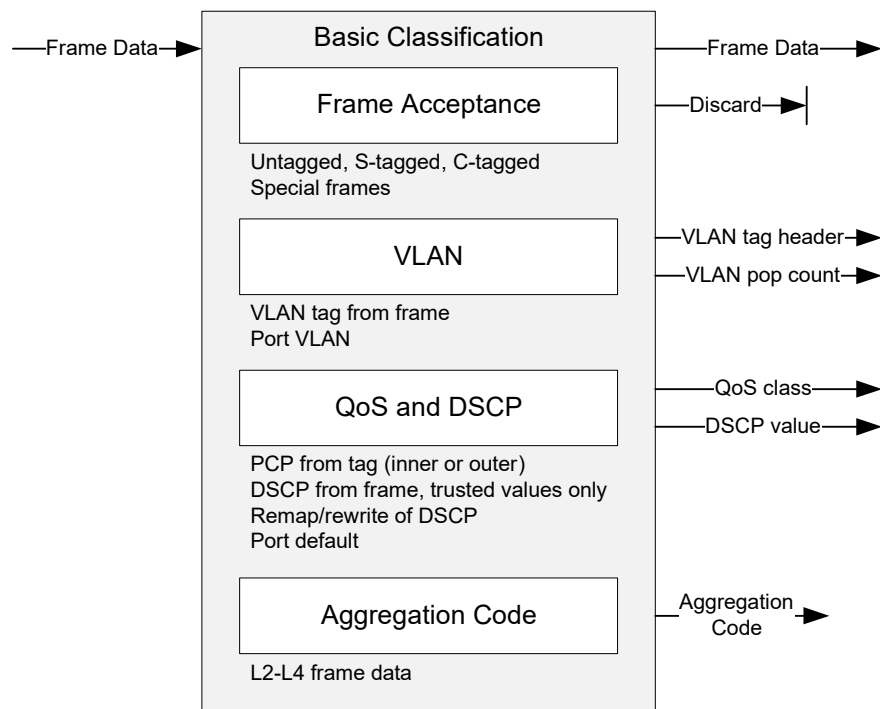 Basic Classification
Frame Data
Frame Data
Frame Acceptance
Discard
Untagged, S-tagged, C-tagged
Special frames
VLAN
VLAN tag header
VLAN pop count
VLAN tag from frame
Port VLAN
QoS and DSCP
QoS class
DSCP value
PCP from tag (inner or outer)
DSCP from frame, trusted values only
Remap/rewrite of DSCP
Port default
Aggregation Code
Aggregation
Code
L2-L4 frame data